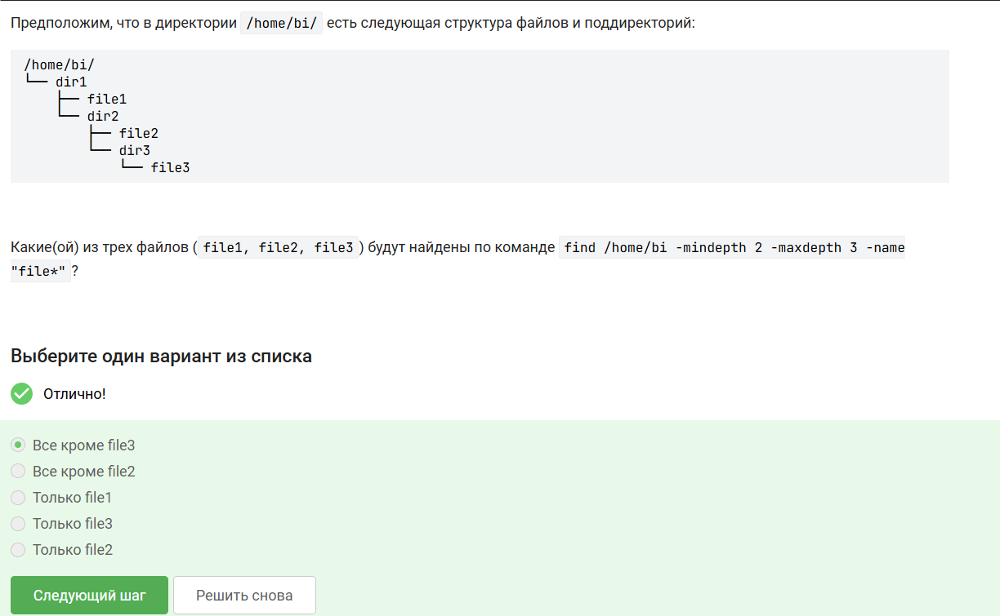 Предположим, что в директории /home/bi/ есть следующая структура файлов и поддиректорий:
/home/bi/
└── dir1
    ├── file1
    └── dir2
        ├── file2
        └── dir3
            └── file3
Какие(ой) из трех файлов ( file1, file2, file3 ) будут найдены по команде find /home/bi -mindepth 2 -maxdepth 3 -name
"file*" ?
Выберите один вариант из списка
Отлично!
Все кроме file3
Все кроме file2
Только file1
Только file3
Только file2
Следующий шаг Решить снова